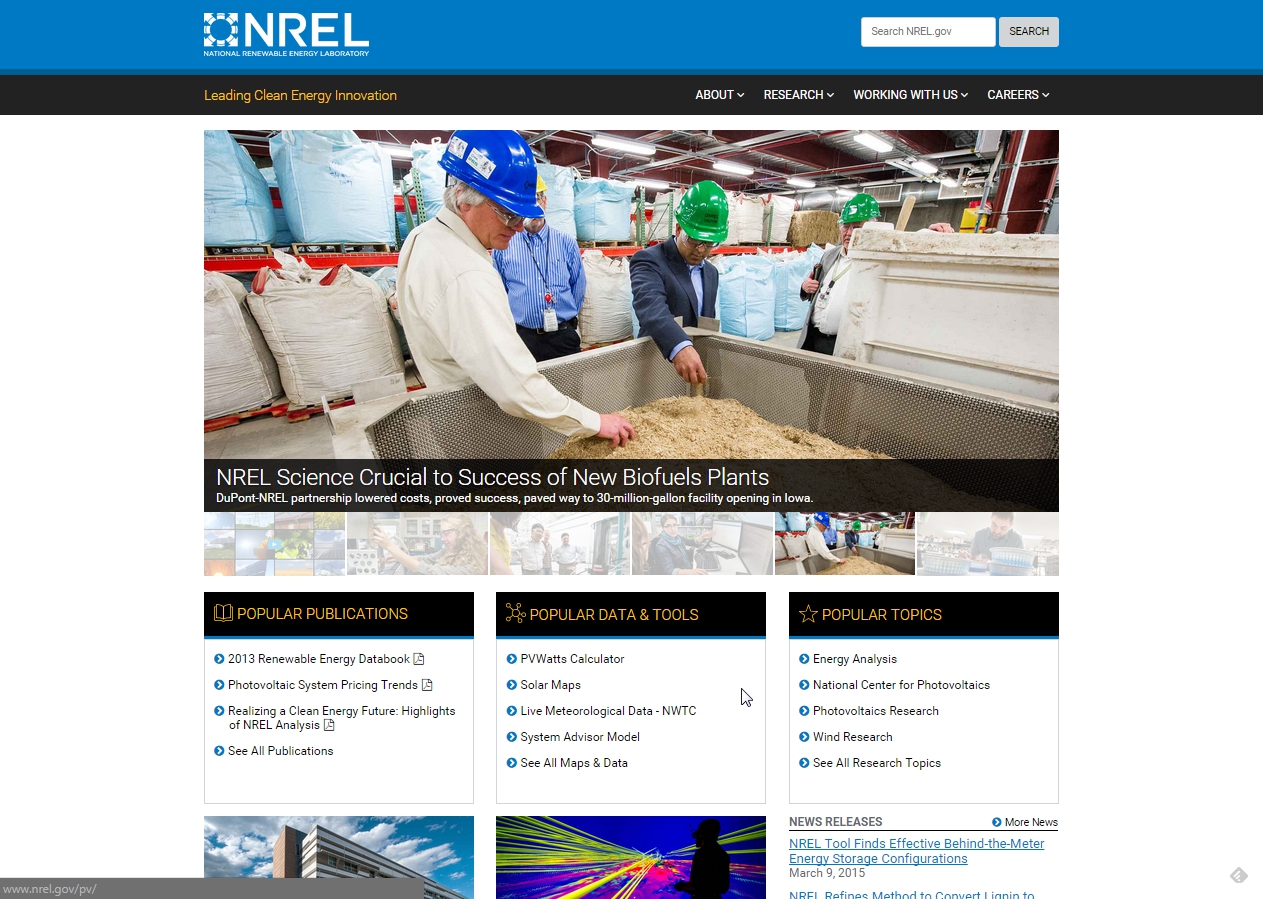 NREL
NATIONAL RENEWABLE ENERGY LABORATORY
Search NREL.gov
SEARCH
Leading Clean Energy Innovation
ABOUT
RESEARCH
WORKING WITH US
CAREERS
NREL Science Crucial to Success of New Biofuels Plants
DuPont-NREL partnership lowered costs, proved success, paved way to 30-million-gallon facility opening in Iowa.
POPULAR PUBLICATIONS
2013 Renewable Energy Databook
Photovoltaic System Pricing Trends
Realizing a Clean Energy Future: Highlights
of NREL Analysis
See All Publications
POPULAR DATA & TOOLS
PVWatts Calculator
Solar Maps
Live Meteorological Data - NWTC
System Advisor Model
See All Maps & Data
POPULAR TOPICS
Energy Analysis
National Center for Photovoltaics
Photovoltaics Research
Wind Research
See All Research Topics
NEWS RELEASES
More News
NREL Tool Finds Effective Behind-the-Meter
Energy Storage Configurations
March 9, 2015
NREL Refines Method to Convert Lignin to
www.nrel.gov/pv/